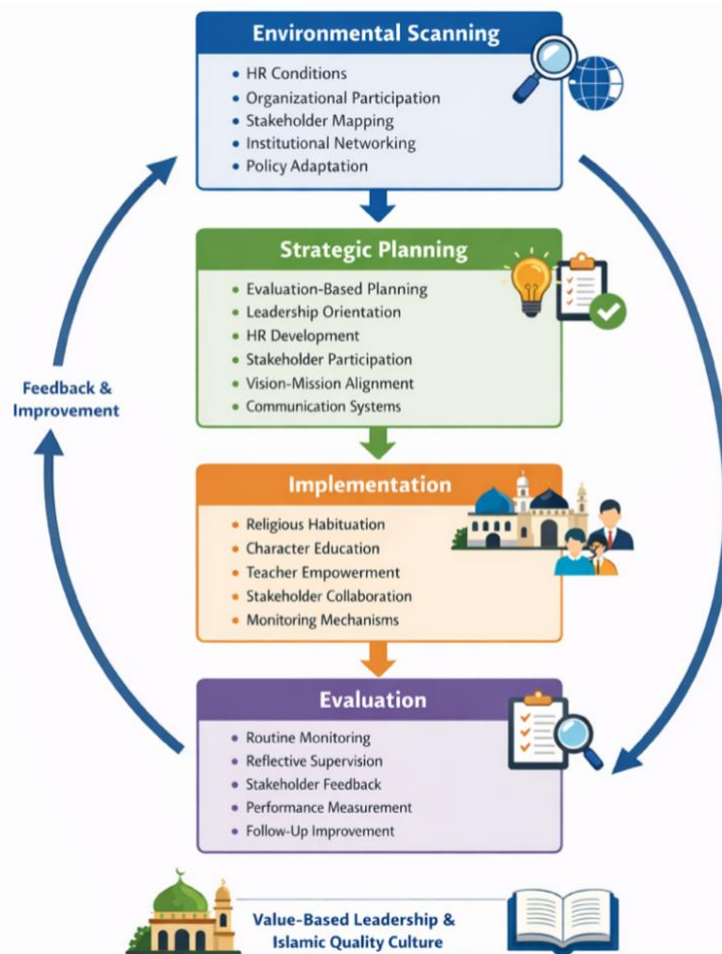 Environmental Scanning
• HR Conditions
• Organizational Participation
• Stakeholder Mapping
• Institutional Networking
• Policy Adaptation
Strategic Planning
• Evaluation-Based Planning
• Leadership Orientation
• HR Development
• Stakeholder Participation
• Vision-Mission Alignment
• Communication Systems
Feedback &
Improvement
Implementation
• Religious Habituation
• Character Education
• Teacher Empowerment
• Stakeholder Collaboration
• Monitoring Mechanisms
Evaluation
• Routine Monitoring
• Reflective Supervision
• Stakeholder Feedback
• Performance Measurement
• Follow-Up Improvement
Value-Based Leadership &
Islamic Quality Culture